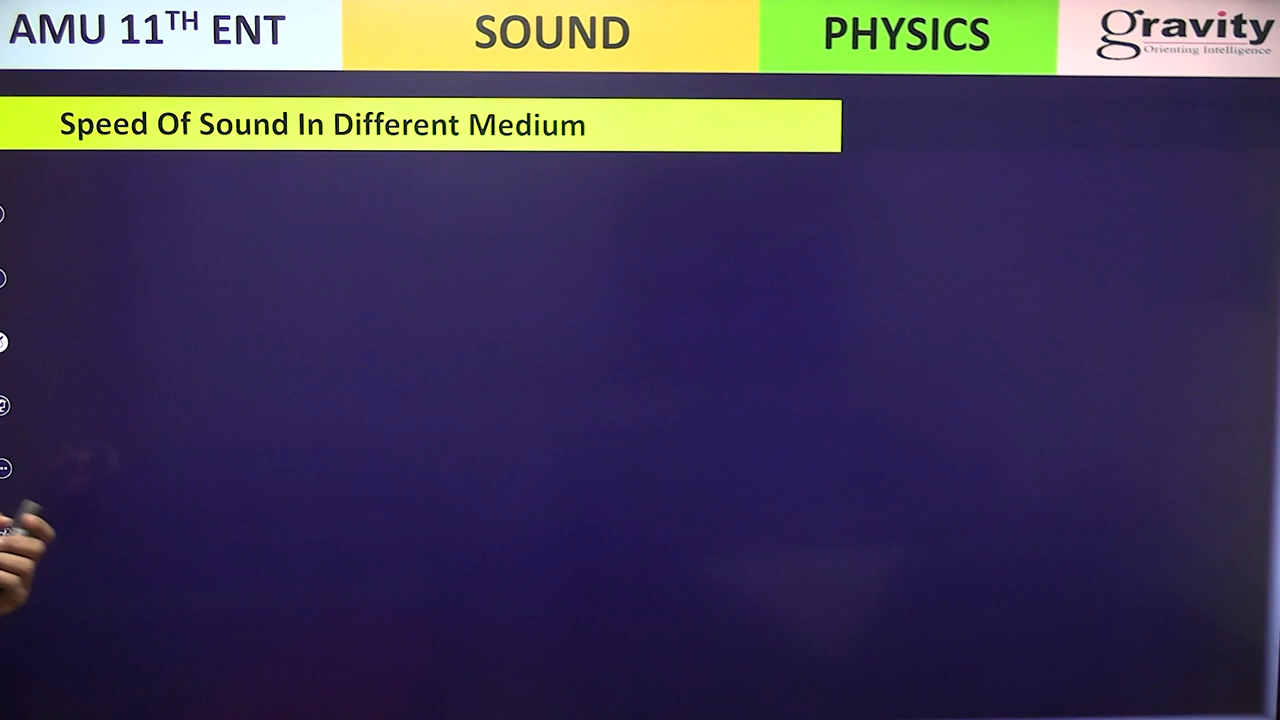 AMU 11TH ENT
SOUND
PHYSICS
gravity
Orienting Intelligence
Speed Of Sound In Different Medium